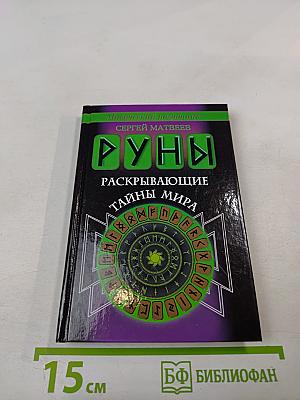 СЕРГЕЙ МАТВЕЕВ
РУНЫ
РАСКРЫВАЮЩИЕ
ТАЙНЫ МИРА
15 см
БФ БИБЛИОФАН